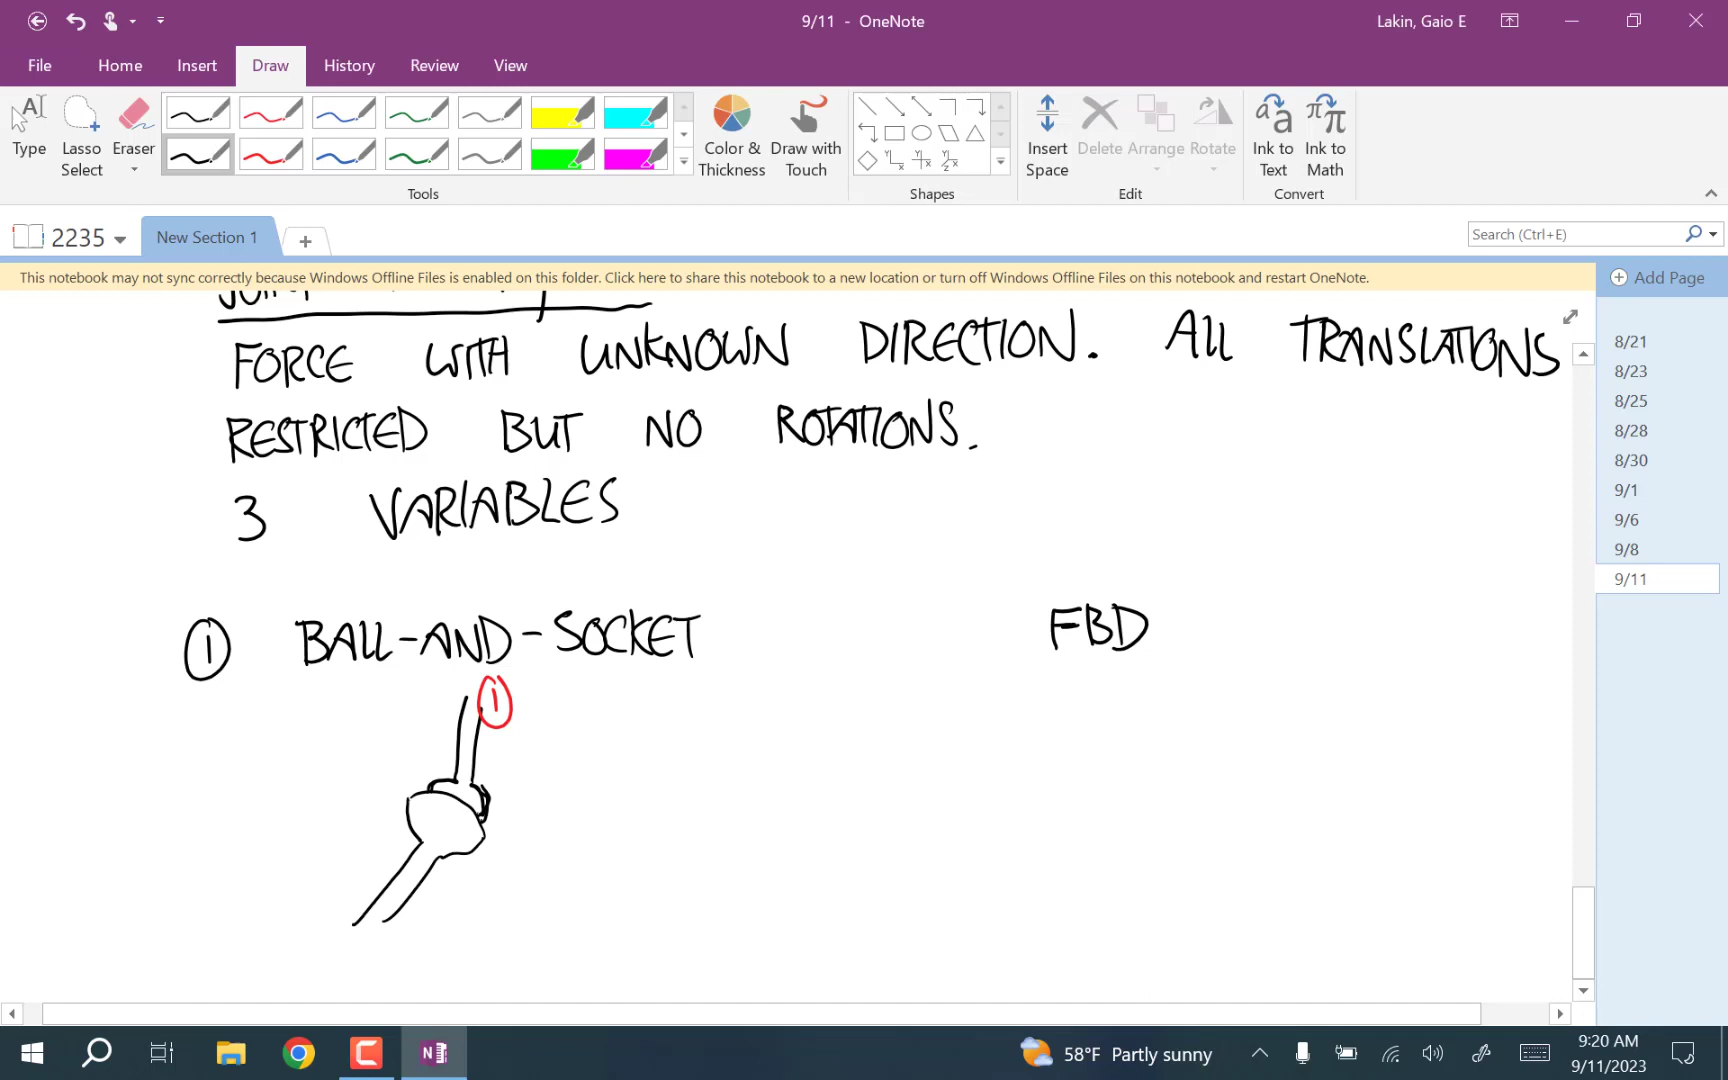 9/11 - OneNote
Lakin, Gaio E
File Home Insert Draw History Review View
Type
Lasso Select
Eraser
Color & Thickness
Draw with Touch
Insert Space
Delete
Arrange
Rotate
Ink to Text
Ink to Math
Tools
Shapes
Edit
Convert
2235
New Section 1
Search (Ctrl+E)
This notebook may not sync correctly because Windows Offline Files is enabled on this folder. Click here to share this notebook to a new location or turn off Windows Offline Files on this notebook and restart OneNote.
Add Page
8/21
8/23
8/25
8/28
8/30
9/1
9/6
9/8
9/11
FORCE WITH UNKNOWN DIRECTION. All TRANSLATIONS
RESTRICTED BUT NO ROTATIONS.
3 VARIABLES
① BALL-AND-SOCKET FBD
①
58°F Partly sunny
9:20 AM
9/11/2023